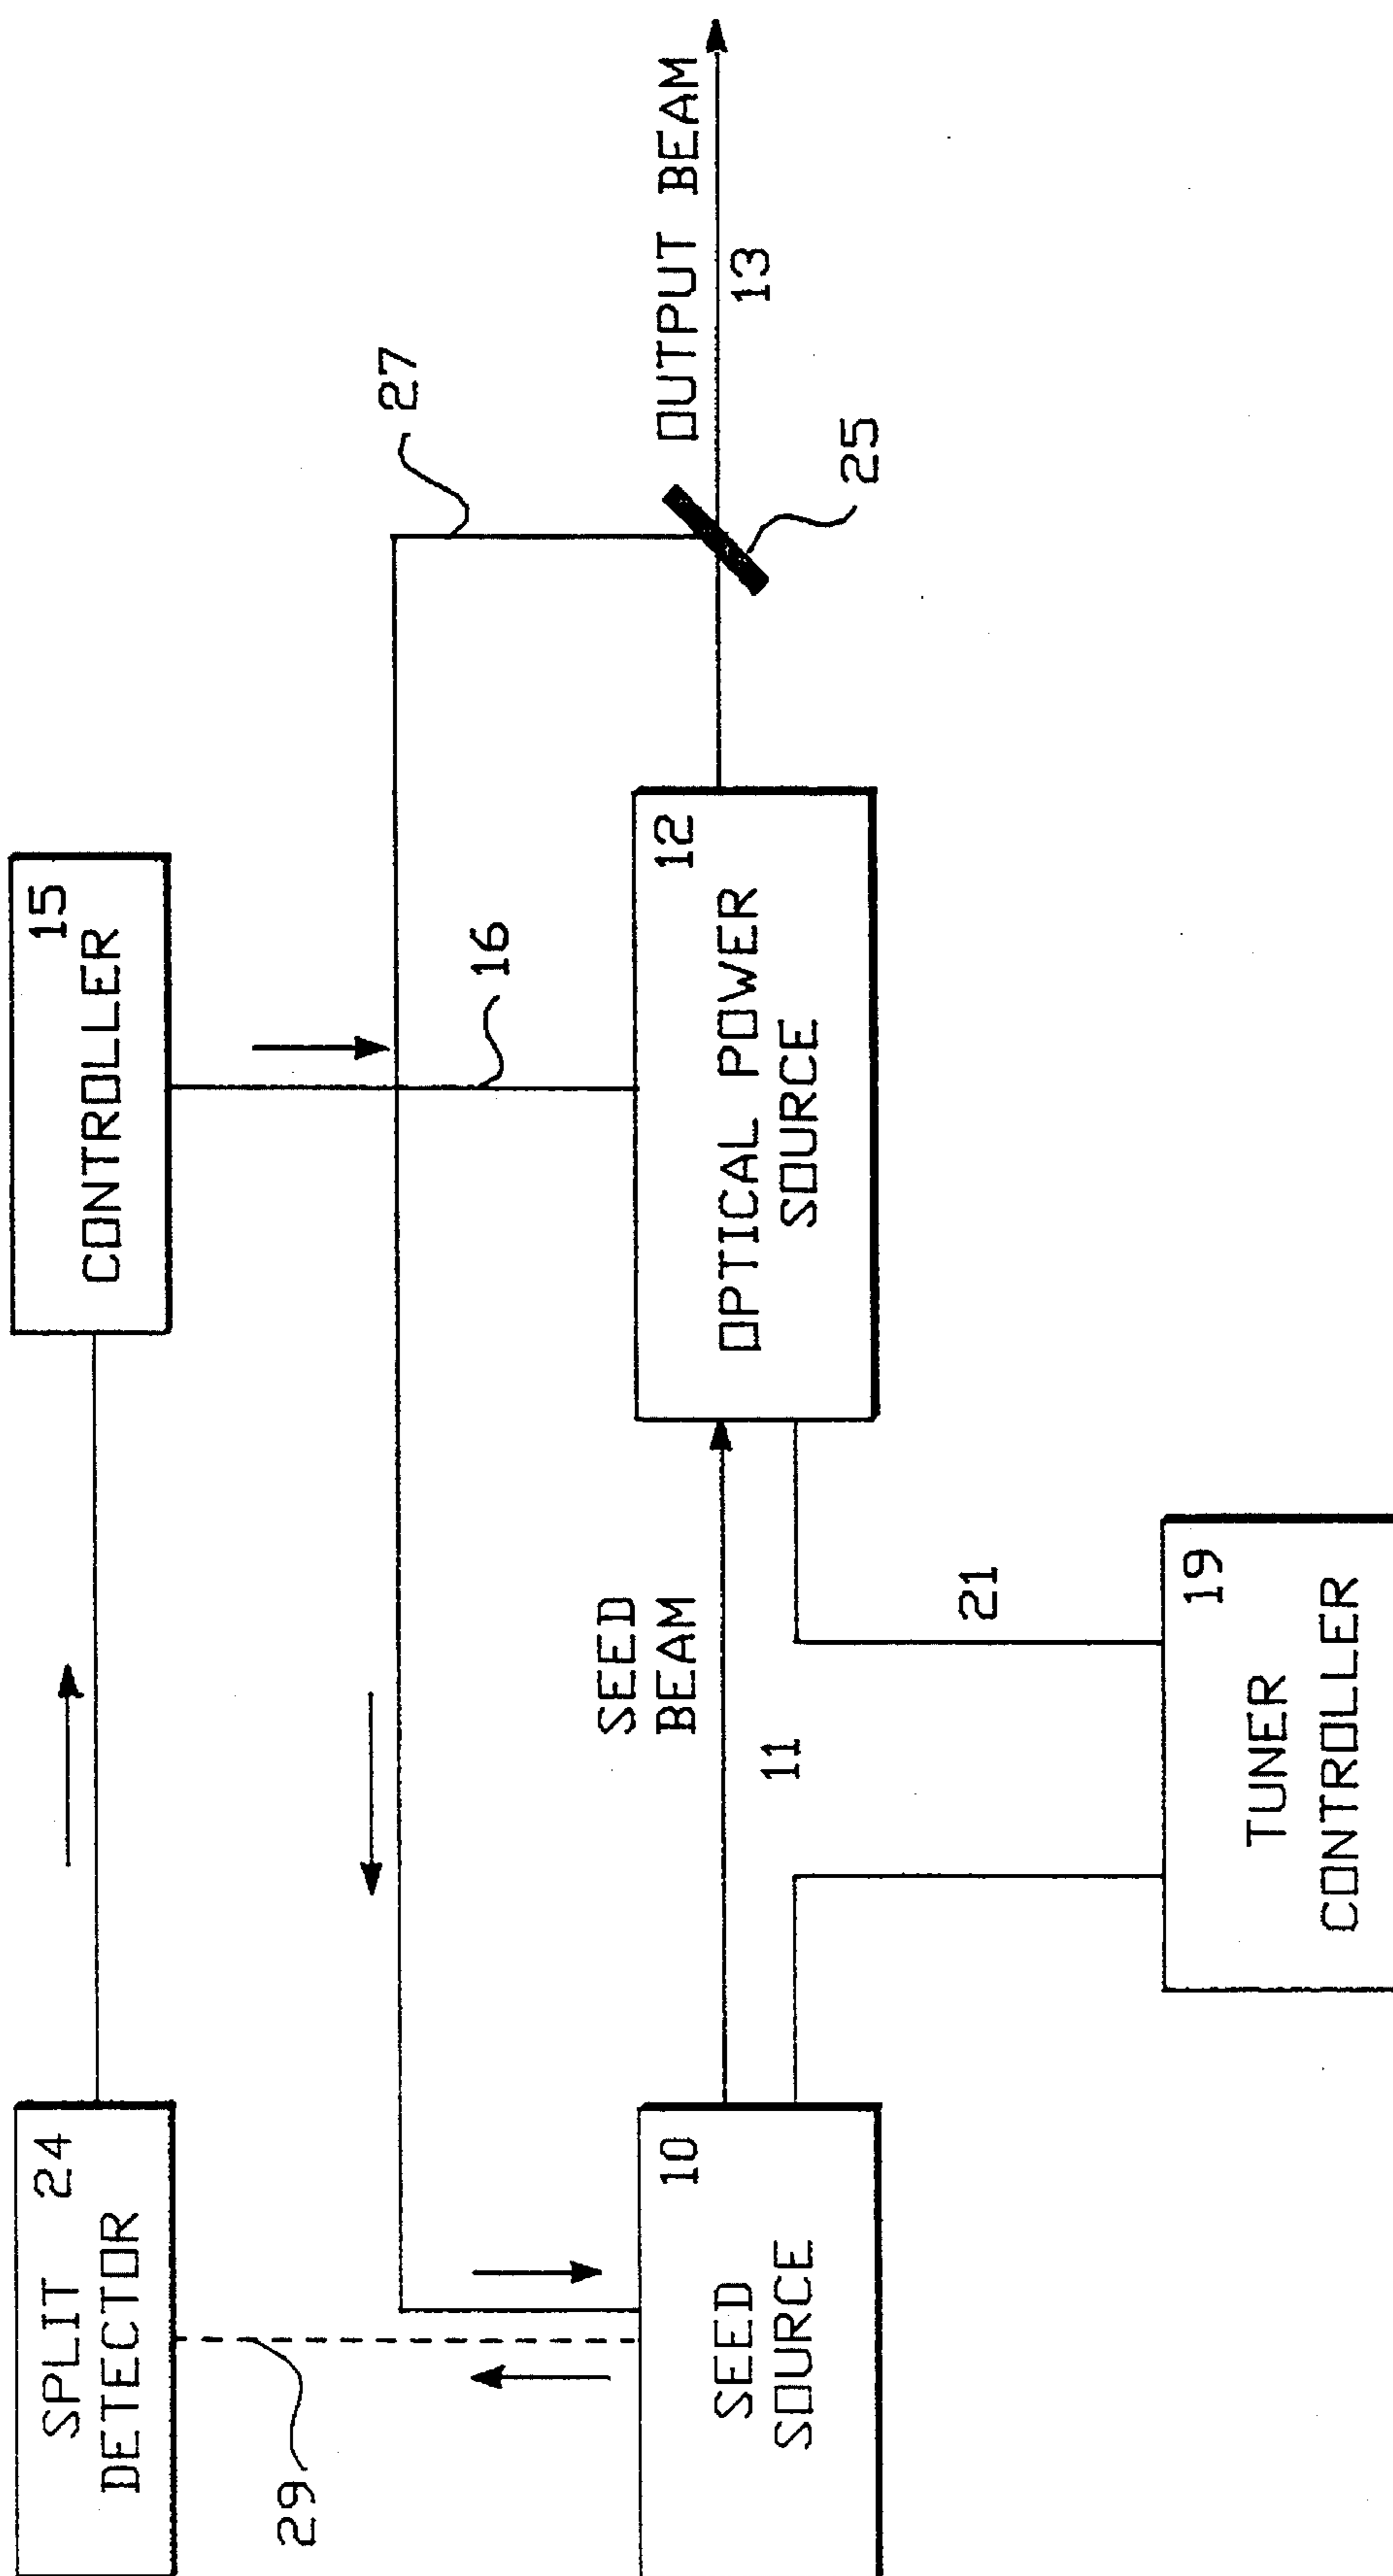 SPLIT 24
DETECTOR
29
15
CONTROLLER
27
16
SEED
BEAM
11
OUTPUT BEAM
13
25
10
SEED
SOURCE
12
OPTICAL POWER
SOURCE
21
19
TUNER
CONTROLLER